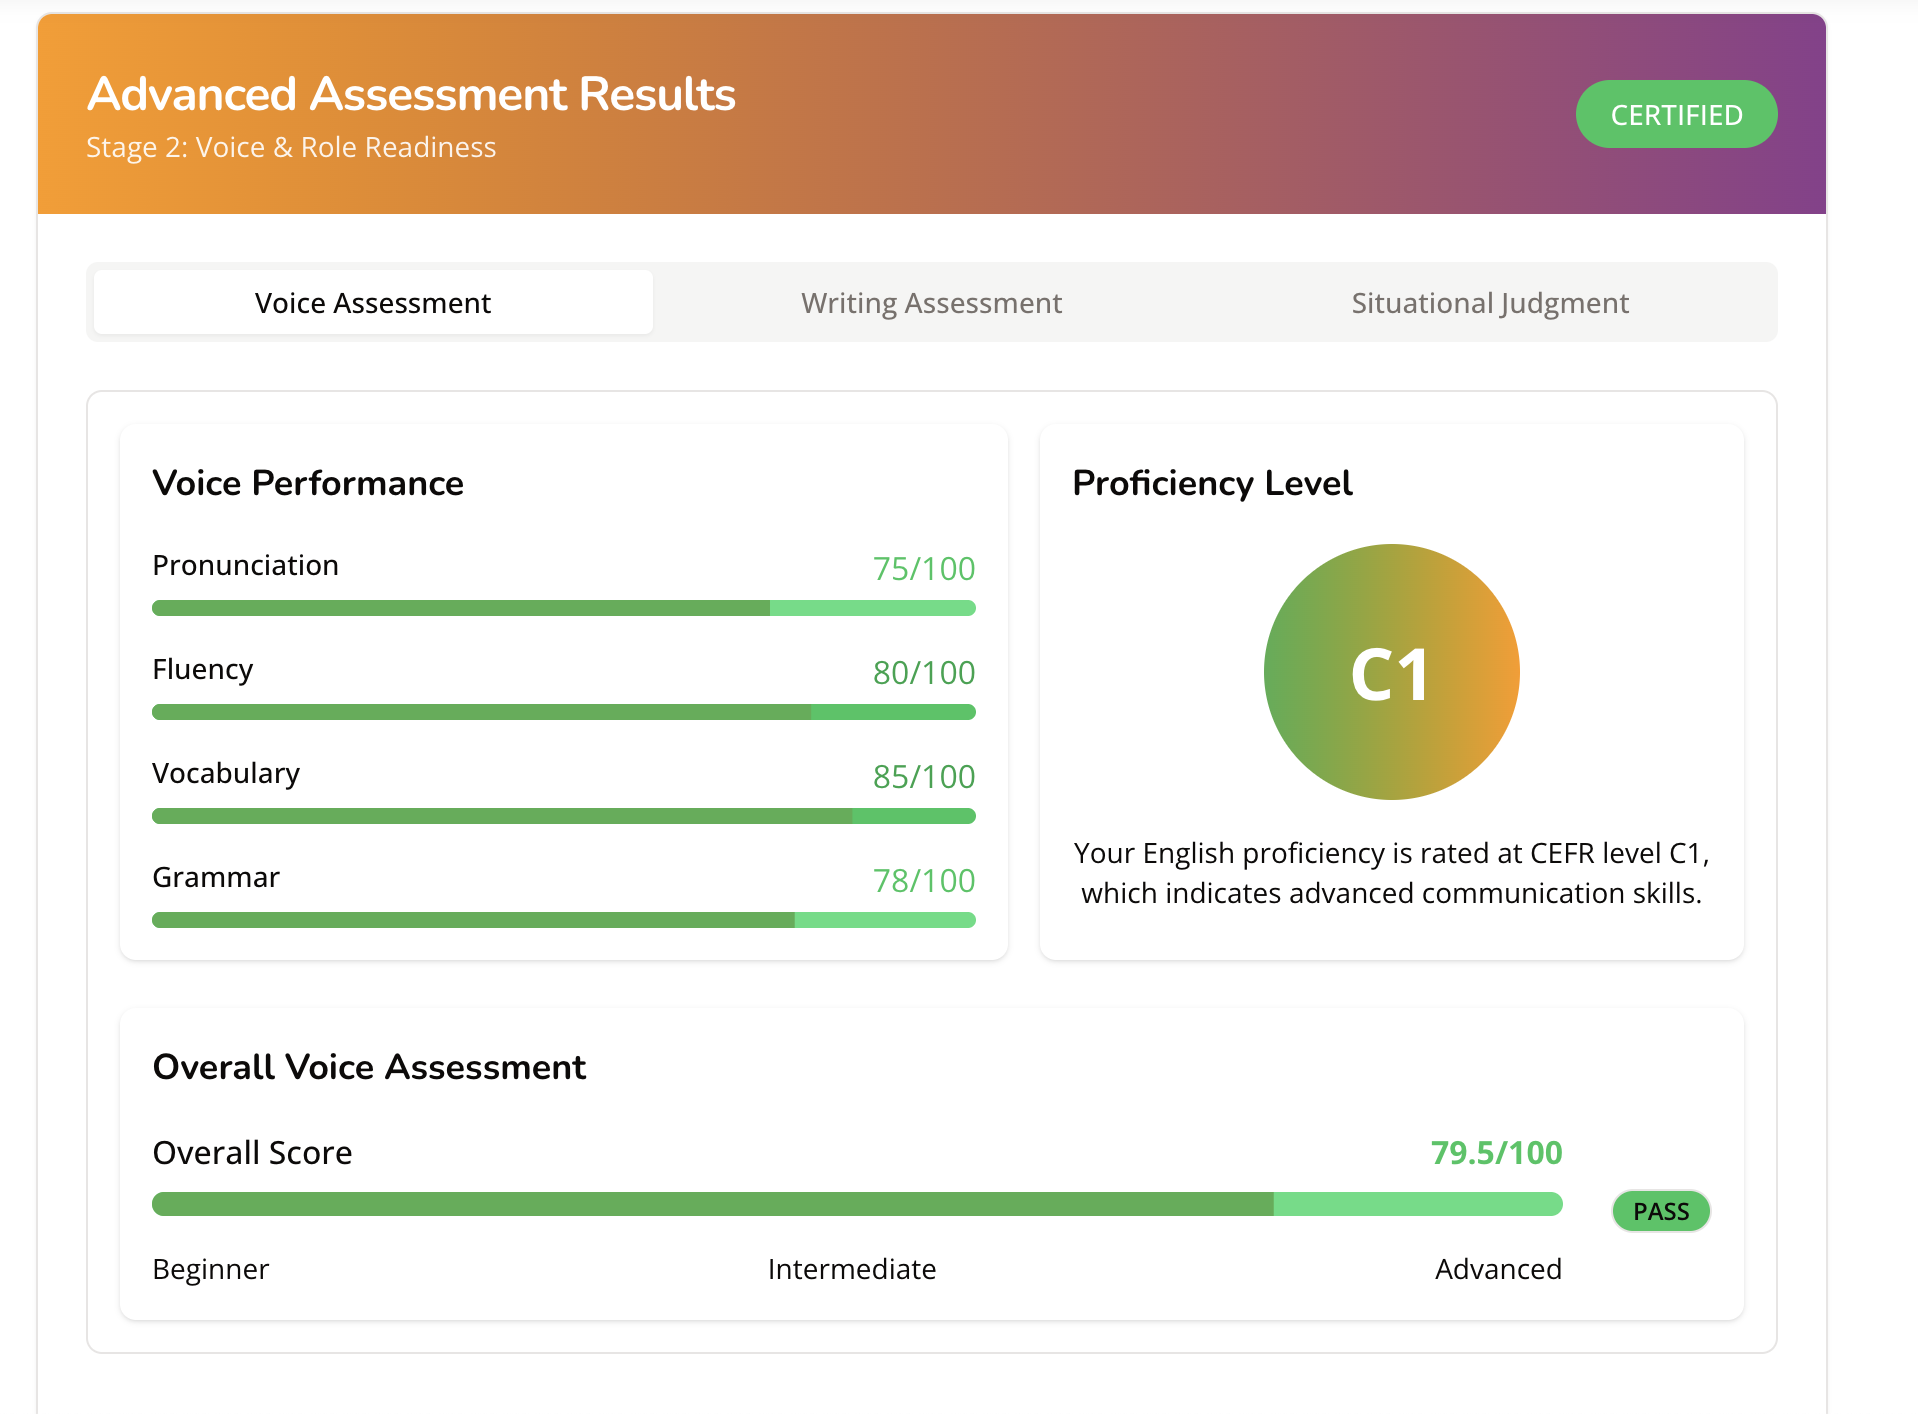 Advanced Assessment Results
Stage 2: Voice & Role Readiness
CERTIFIED
Voice Assessment
Writing Assessment
Situational Judgment
Voice Performance
Pronunciation
75/100
Fluency
80/100
Vocabulary
85/100
Grammar
78/100
Proficiency Level
C1
Your English proficiency is rated at CEFR level C1,
which indicates advanced communication skills.
Overall Voice Assessment
Overall Score
79.5/100
PASS
Beginner
Intermediate
Advanced